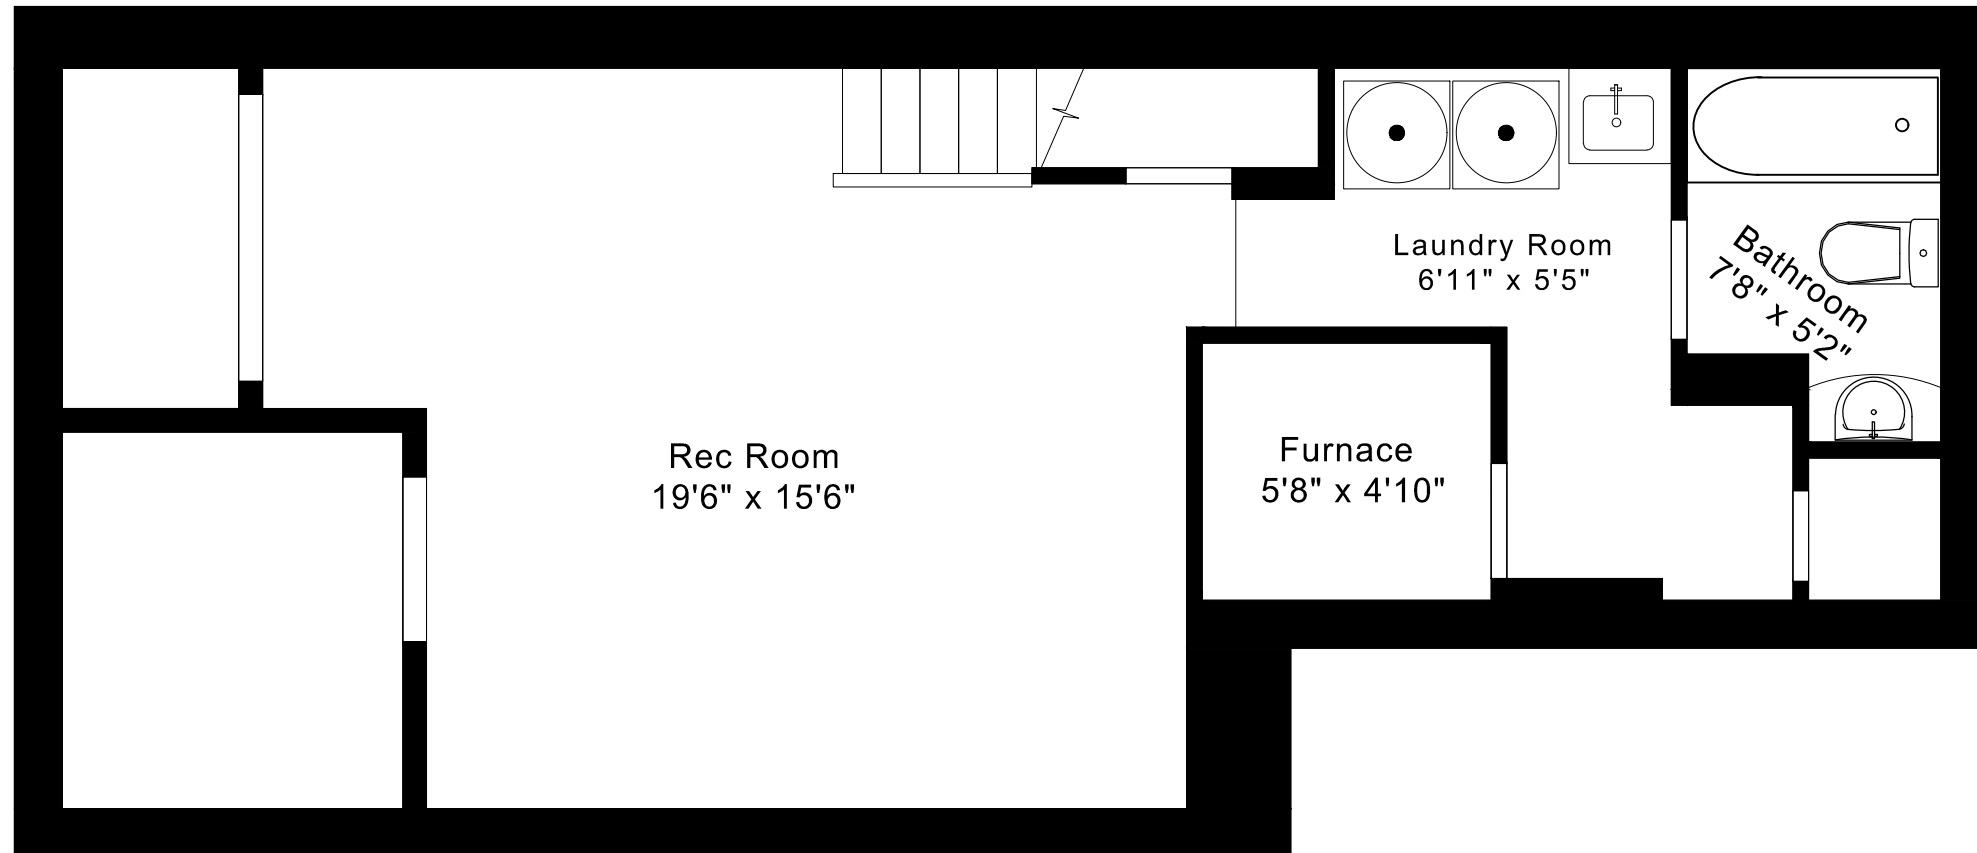 Laundry Room
6'11" x 5'5"
Bathroom
7'8" x 5'2"
Rec Room
19'6" x 15'6"
Furnace
5'8" x 4'10"